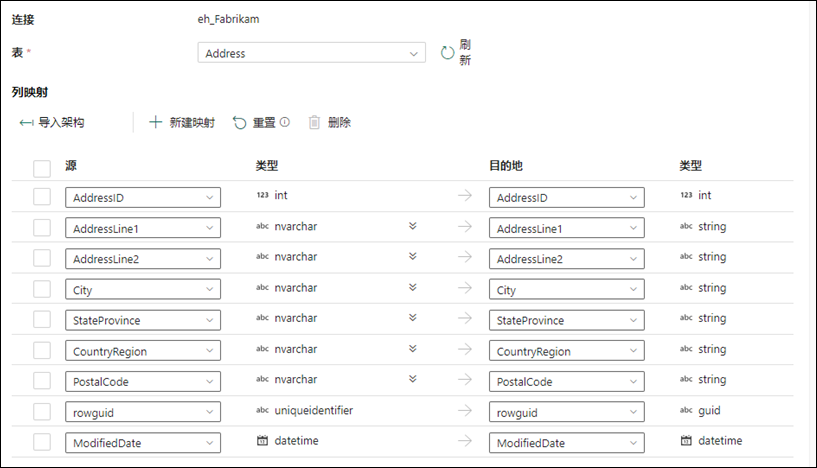 连接 eh_Fabrikam
表 * Address 刷新
列映射
导入架构 新建映射 重置 删除
源 类型 目的地 类型
AddressID 123 int AddressID 123 int
AddressLine1 abc nvarchar AddressLine1 abc string
AddressLine2 abc nvarchar AddressLine2 abc string
City abc nvarchar City abc string
StateProvince abc nvarchar StateProvince abc string
CountryRegion abc nvarchar CountryRegion abc string
PostalCode abc nvarchar PostalCode abc string
rowguid abc uniqueidentifier rowguid abc guid
ModifiedDate datetime ModifiedDate datetime